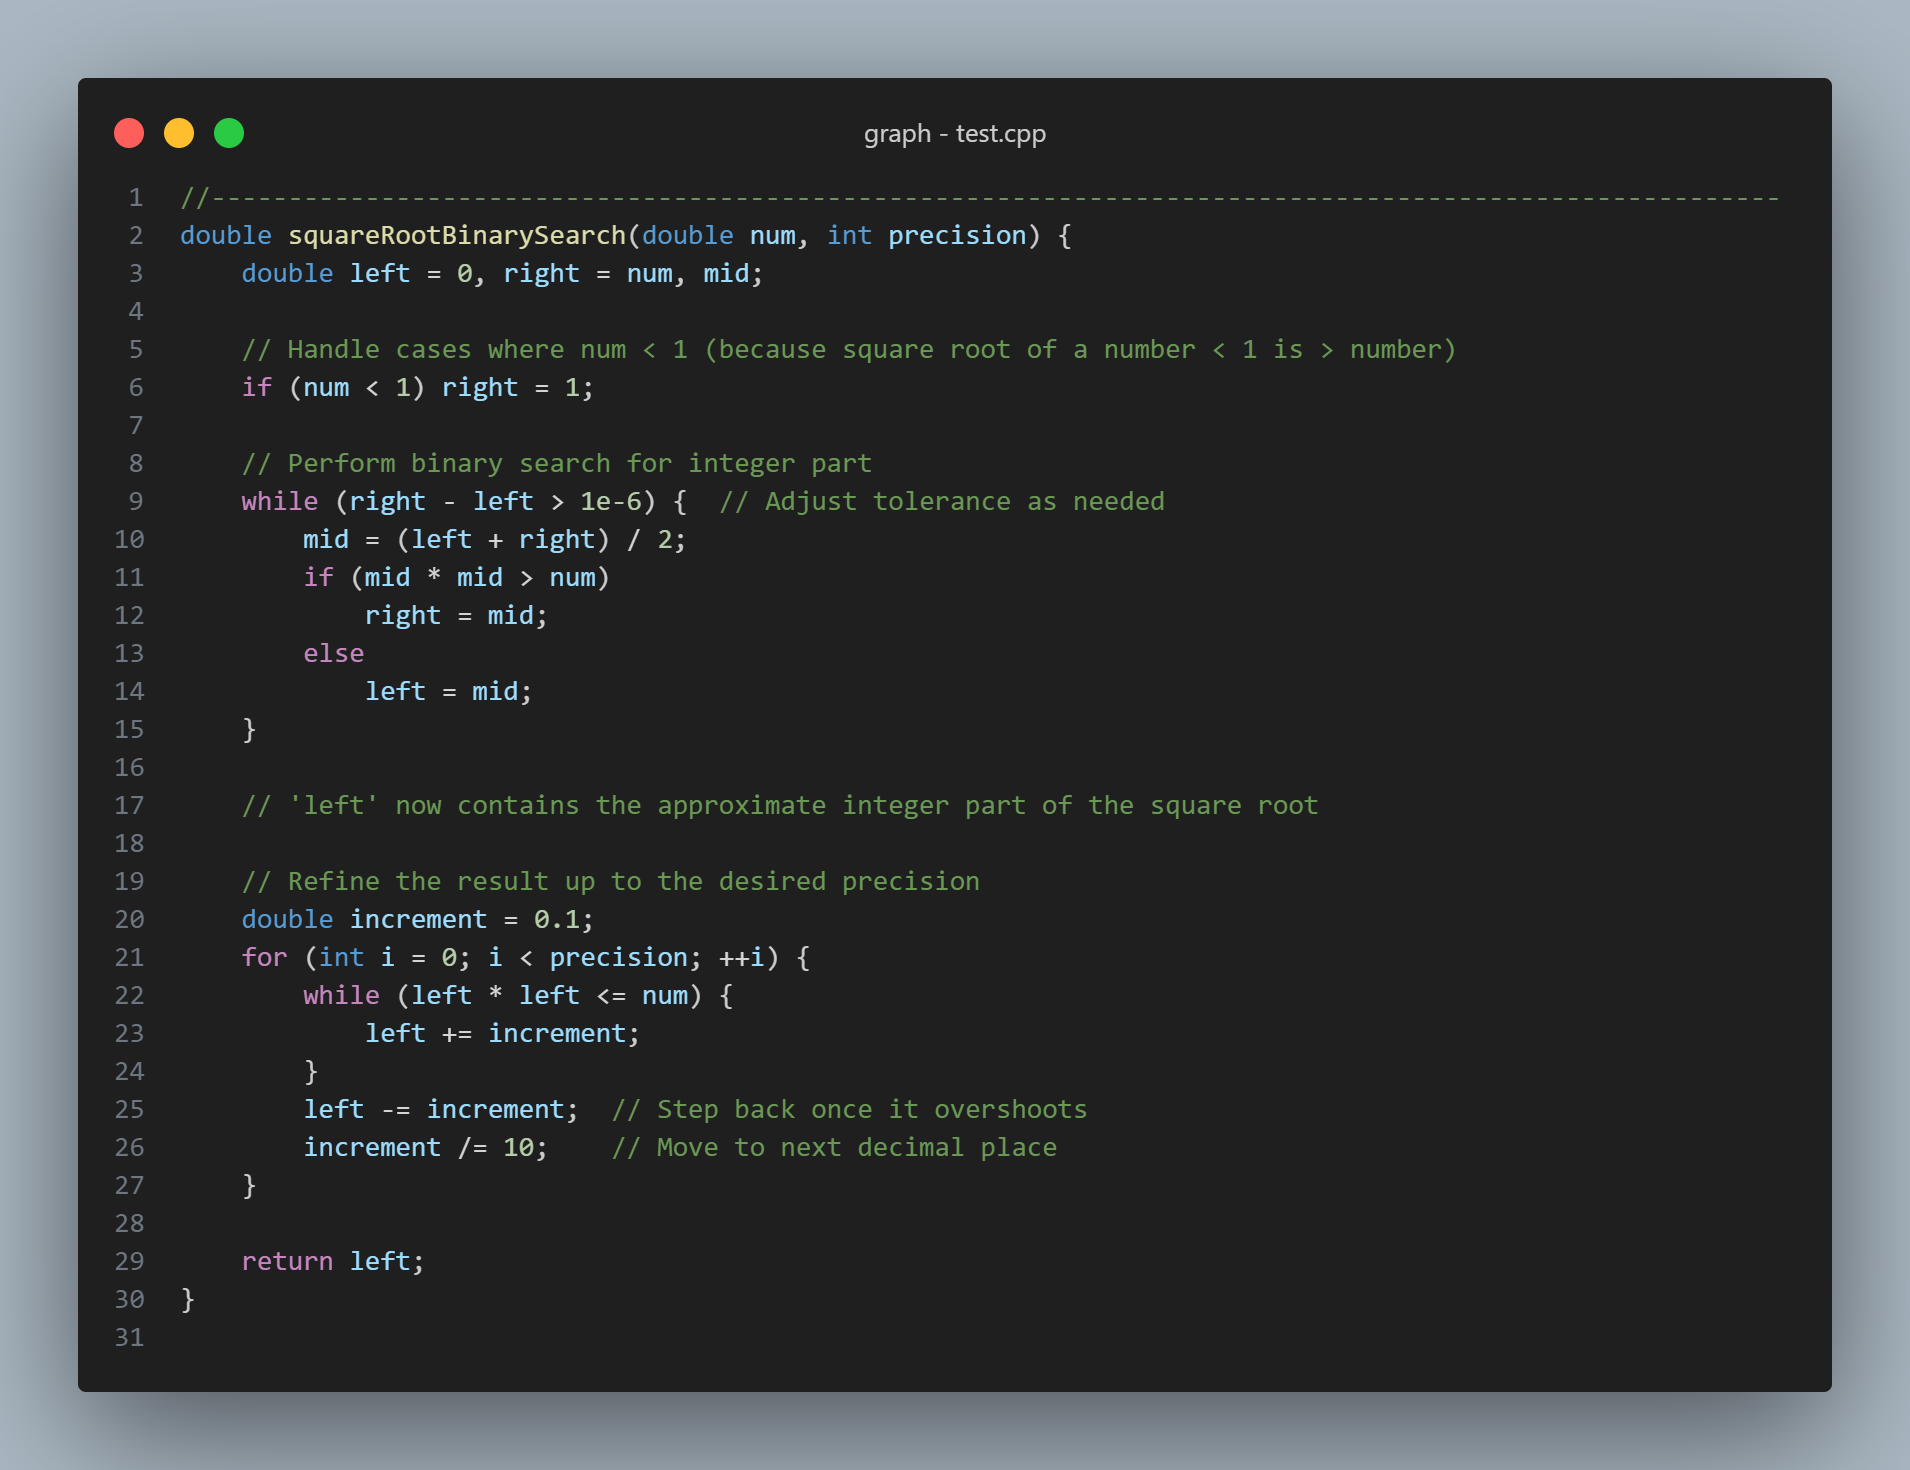 graph - test.cpp
1 //------------------------------------------------------------------------------------------------------
2 double squareRootBinarySearch(double num, int precision) {
3     double left = 0, right = num, mid;
4
5     // Handle cases where num < 1 (because square root of a number < 1 is > number)
6     if (num < 1) right = 1;
7
8     // Perform binary search for integer part
9     while (right - left > 1e-6) {  // Adjust tolerance as needed
10         mid = (left + right) / 2;
11         if (mid * mid > num)
12             right = mid;
13         else
14             left = mid;
15     }
16
17     // 'left' now contains the approximate integer part of the square root
18
19     // Refine the result up to the desired precision
20     double increment = 0.1;
21     for (int i = 0; i < precision; ++i) {
22         while (left * left <= num) {
23             left += increment;
24         }
25         left -= increment;  // Step back once it overshoots
26         increment /= 10;    // Move to next decimal place
27     }
28
29     return left;
30 }
31